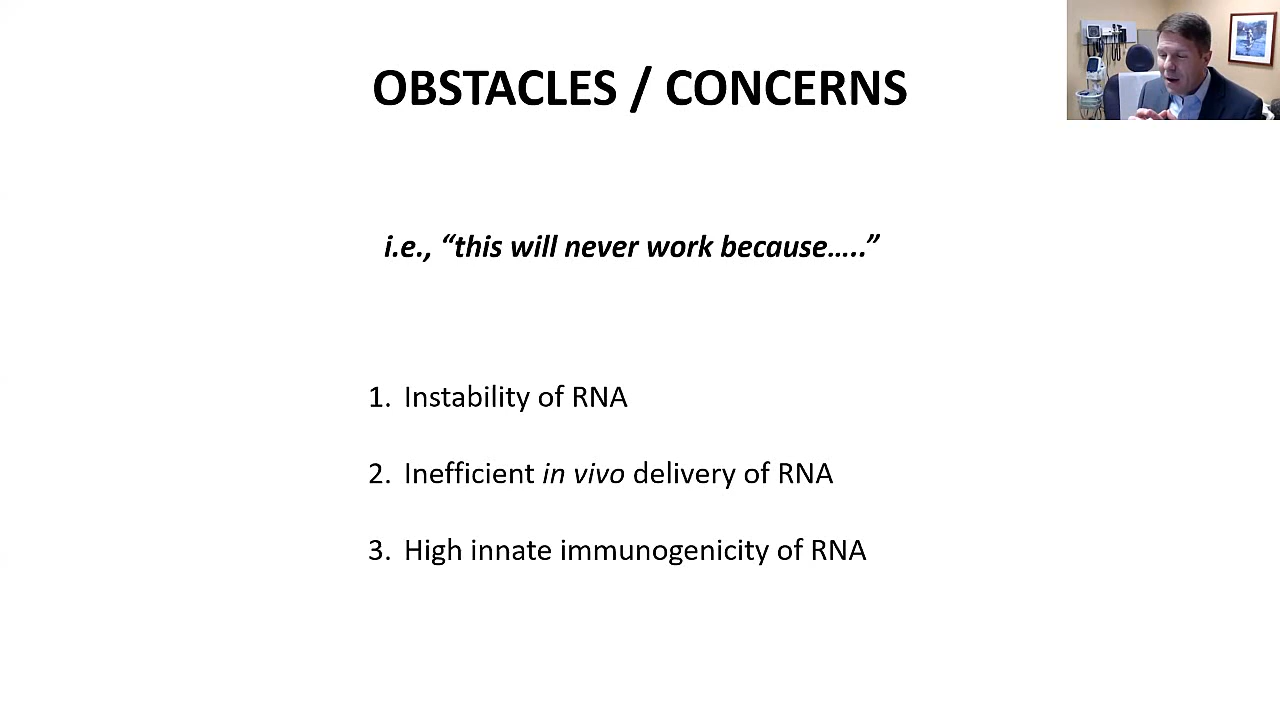 OBSTACLES / CONCERNS
i.e., “this will never work because…..”
1. Instability of RNA
2. Inefficient in vivo delivery of RNA
3. High innate immunogenicity of RNA